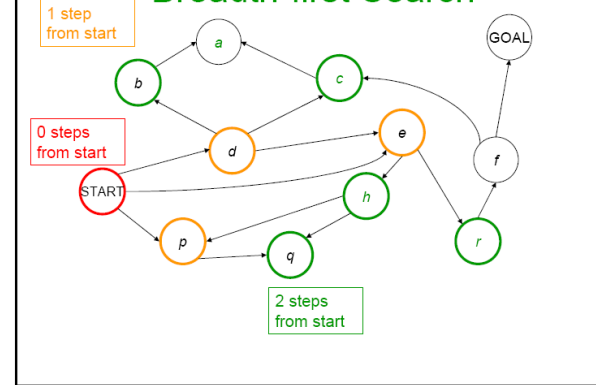 Breadth-first Search
1 step
from start
a
GOAL
b
c
0 steps
from start
d
e
f
START
h
p
q
r
2 steps
from start